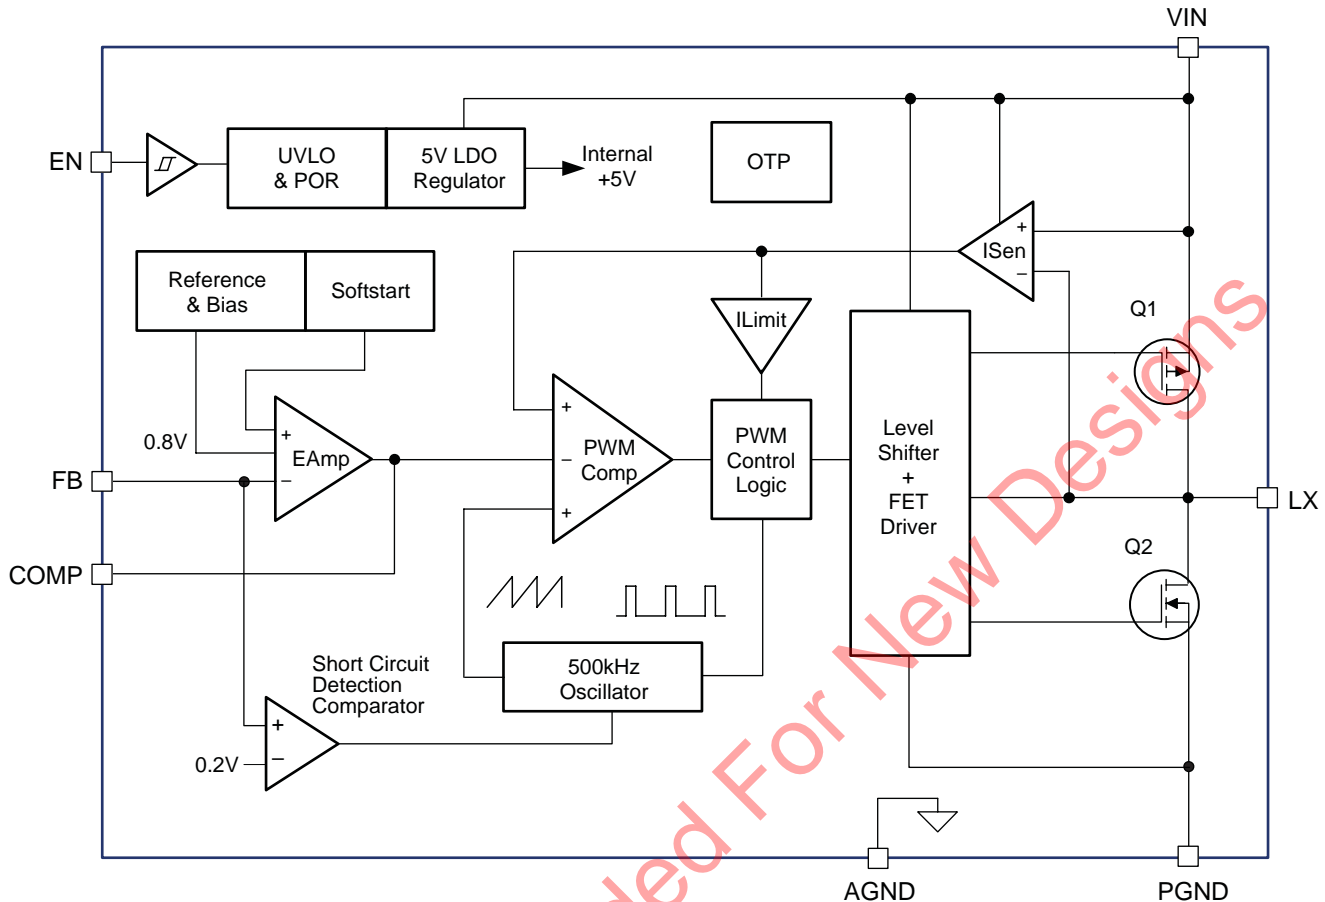 VIN
EN
UVLO
& POR
5V LDO
Regulator
Internal
+5V
OTP
+
ISen
−
Reference
& Bias
Softstart
ILimit
Q1
0.8V
+
EAmp
−
+
−
PWM
Comp
+
PWM
Control
Logic
Level
Shifter
+
FET
Driver
FB
LX
COMP
Q2
500kHz
Oscillator
Short Circuit
Detection
Comparator
+
−
0.2V
AGND
PGND
For New Designs